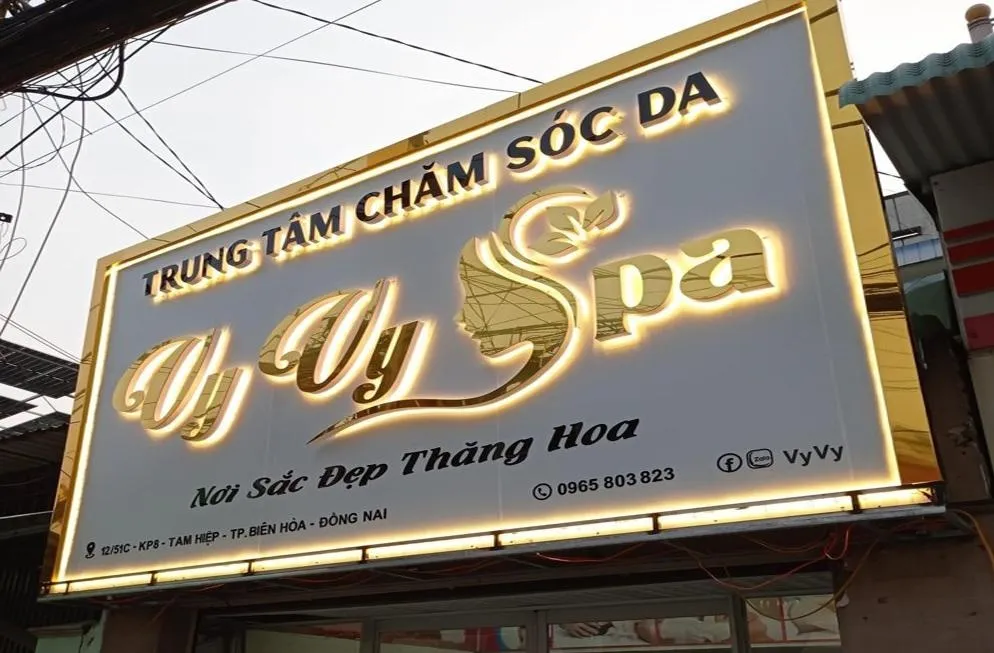 TRUNG TÂM CHĂM SÓC DA
Vy Vy Spa
Nơi Sắc Đẹp Thăng Hoa
0965 803 823
Zalo VyVy
12/51C - KP8 - TAM HIỆP - TP. BIÊN HÒA - ĐỒNG NAI